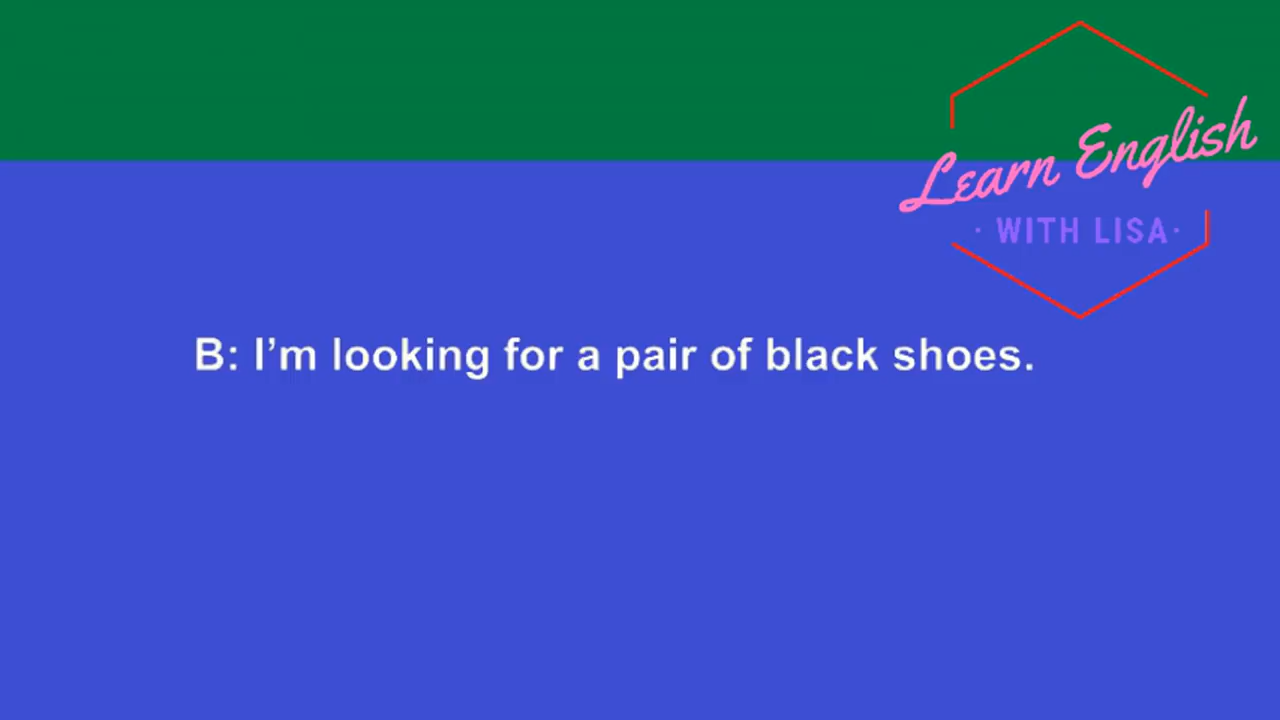 Learn English
· WITH LISA·
B: I’m looking for a pair of black shoes.